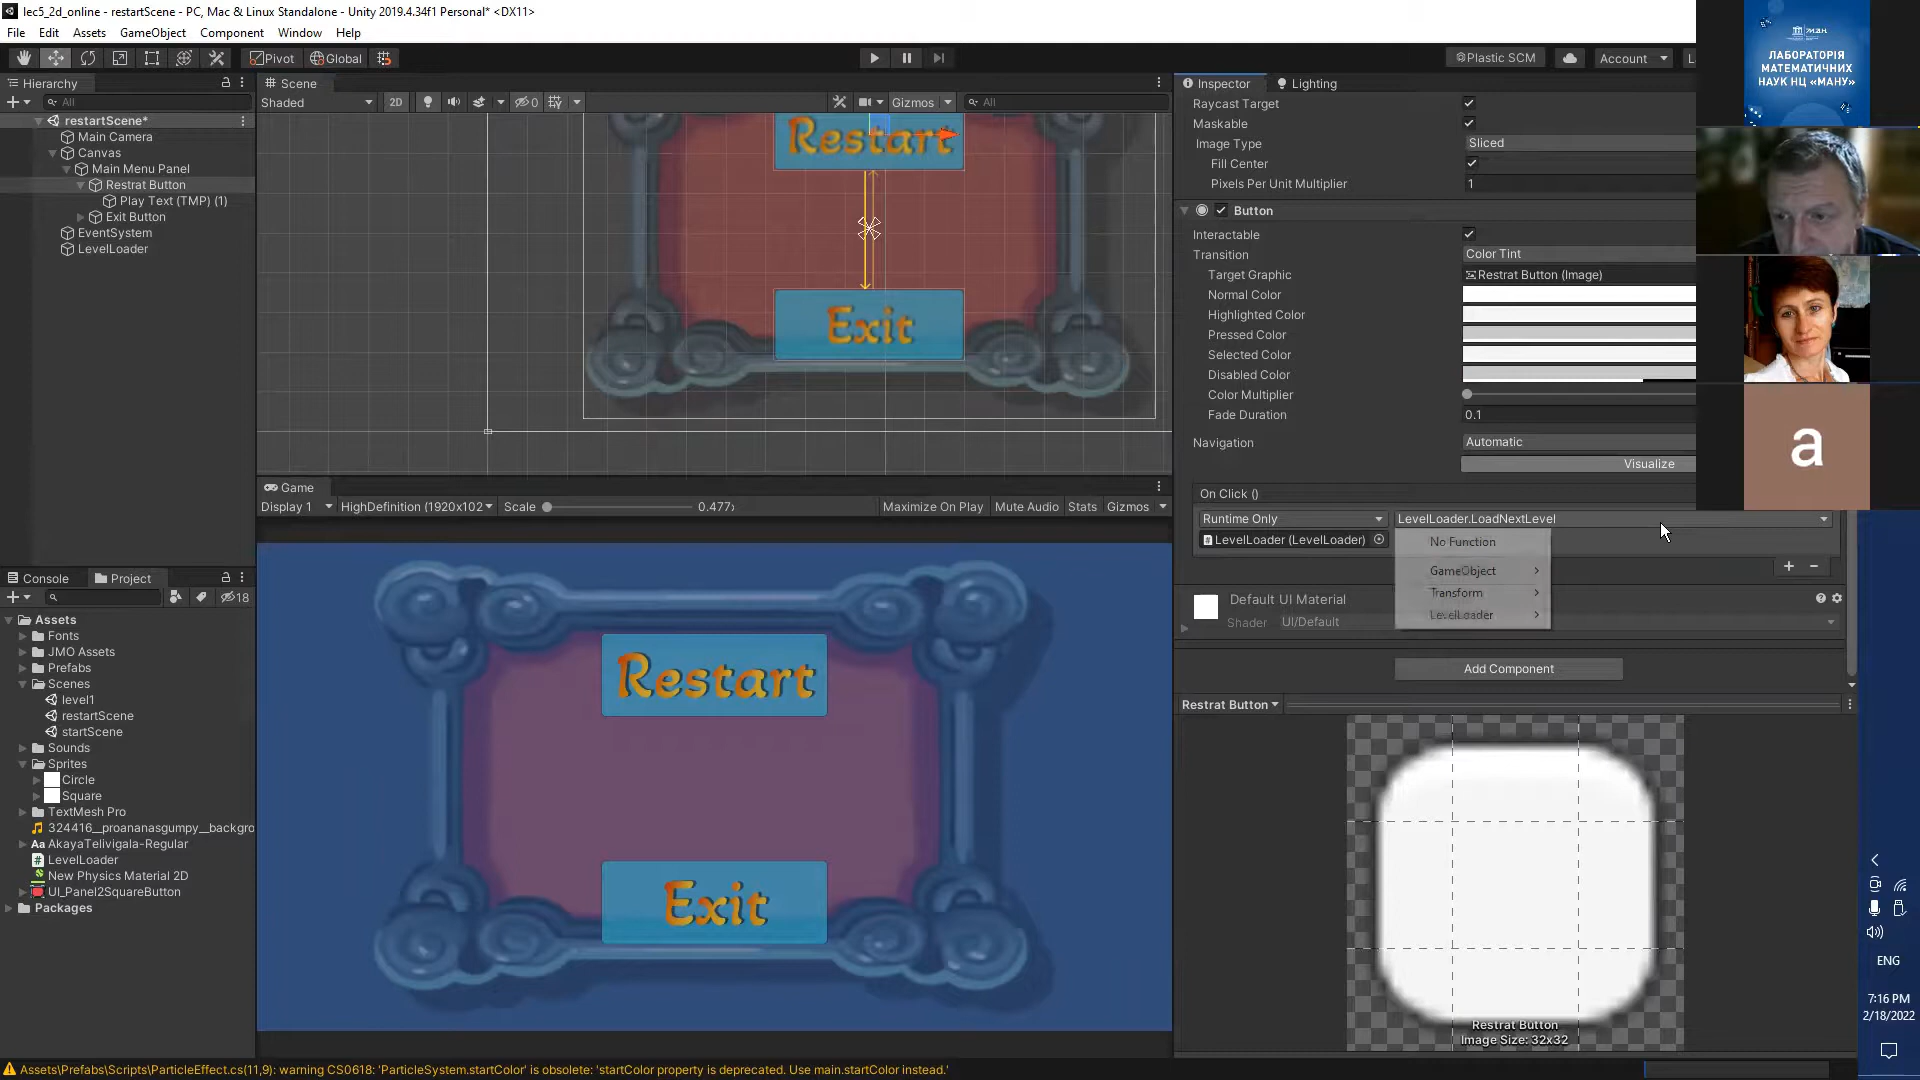 lec5_2d_online - restartScene - PC, Mac & Linux Standalone - Unity 2019.4.34f1 Personal* <DX11>
File Edit Assets GameObject Component Window Help
Pivot Global Plastic SCM Account
Hierarchy
All
restartScene*
Main Camera
Canvas
Main Menu Panel
Restrat Button
Play Text (TMP) (1)
Exit Button
EventSystem
LevelLoader
Scene
Shaded 2D 0 Gizmos All
Restart
Exit
Game
Display 1 HighDefinition (1920x102 Scale 0.477 Maximize On Play Mute Audio Stats Gizmos
Restart
Exit
Console Project
18
Assets
Fonts
JMO Assets
Prefabs
Scenes
level1
restartScene
startScene
Sounds
Sprites
Circle
Square
TextMesh Pro
324416__proananasgumpy__backgro
AkayaTelivigala-Regular
LevelLoader
New Physics Material 2D
UI_Panel2SquareButton
Packages
Inspector Lighting
Raycast Target
Maskable
Image Type Sliced
Fill Center
Pixels Per Unit Multiplier 1
Button
Interactable
Transition Color Tint
Target Graphic Restrat Button (Image)
Normal Color
Highlighted Color
Pressed Color
Selected Color
Disabled Color
Color Multiplier
Fade Duration 0.1
Navigation Automatic
Visualize
On Click ()
Runtime Only LevelLoader.LoadNextLevel
LevelLoader (LevelLoader)
No Function
GameObject
Transform
LevelLoader
Default UI Material
Shader UI/Default
Add Component
Restrat Button
Restrat Button
Image Size: 32x32
М.А.Н.
ЛАБОРАТОРІЯ
МАТЕМАТИЧНИХ
НАУК НЦ «МАНУ»
a
ENG
7:16 PM
2/18/2022
Assets\Prefabs\Scripts\ParticleEffect.cs(11,9): warning CS0618: 'ParticleSystem.startColor' is obsolete: 'startColor property is deprecated. Use main.startColor instead.'